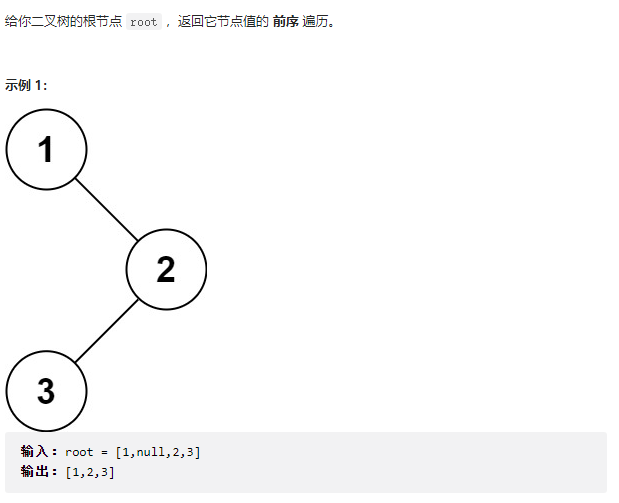 给你二叉树的根节点 root ，返回它节点值的 前序 遍历。
示例 1：
1
2
3
输入：root = [1,null,2,3]
输出：[1,2,3]